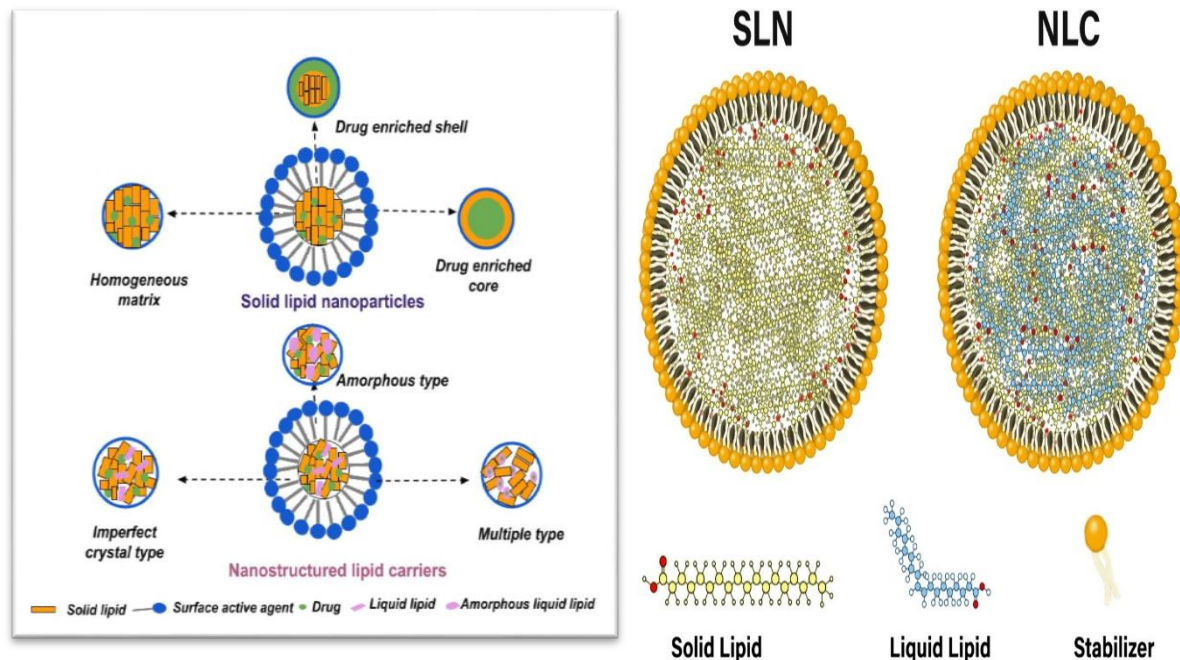 Drug enriched shell
Homogeneous
matrix
Drug enriched
core
Solid lipid nanoparticles
Amorphous type
Imperfect
crystal type
Multiple type
Nanostructured lipid carriers
Solid lipid
Surface active agent
Drug
Liquid lipid
Amorphous liquid lipid
SLN
NLC
Solid Lipid
Liquid Lipid
Stabilizer